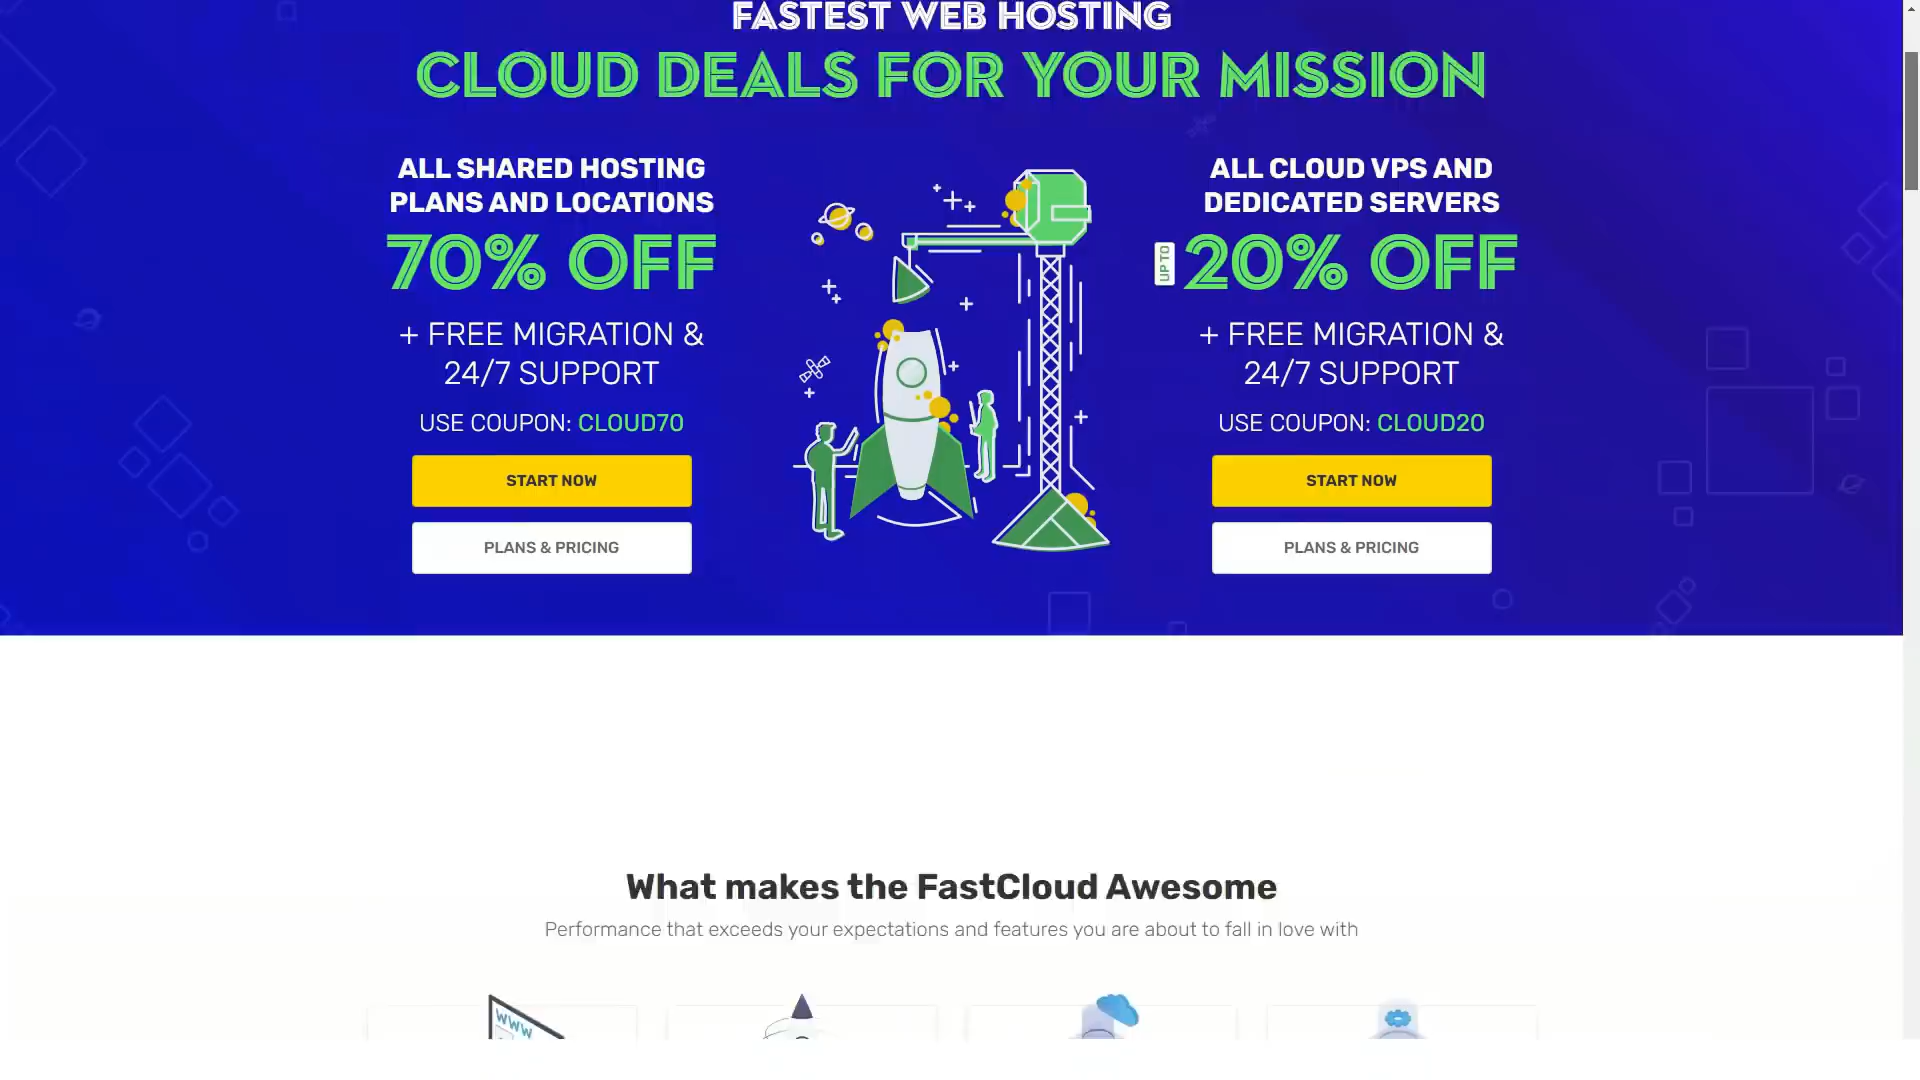 FASTEST WEB HOSTING
CLOUD DEALS FOR YOUR MISSION
ALL SHARED HOSTING
PLANS AND LOCATIONS
70% OFF
+ FREE MIGRATION &
24/7 SUPPORT
USE COUPON: CLOUD70
START NOW
PLANS & PRICING
ALL CLOUD VPS AND
DEDICATED SERVERS
UP TO
20% OFF
+ FREE MIGRATION &
24/7 SUPPORT
USE COUPON: CLOUD20
START NOW
PLANS & PRICING
What makes the FastCloud Awesome
Performance that exceeds your expectations and features you are about to fall in love with
WWW